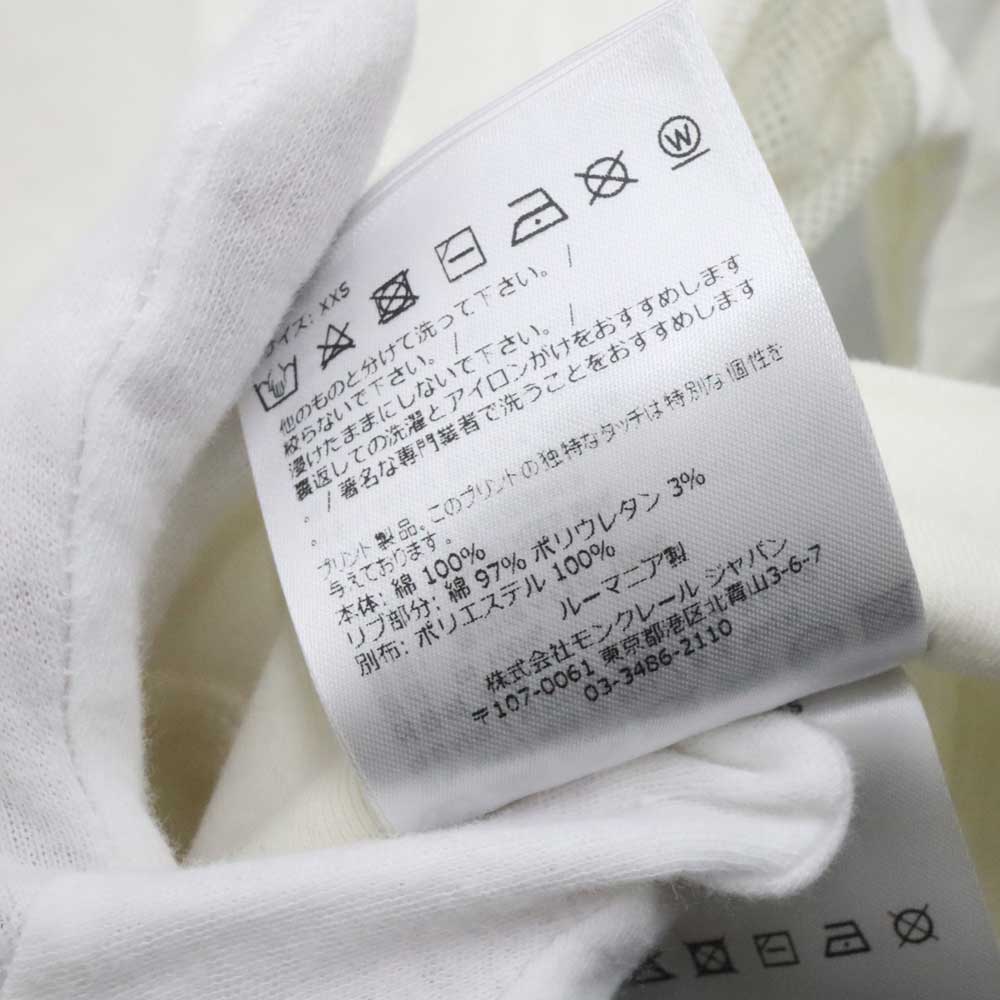 イズ: XXS
W
他のものと分けて洗って下さい。 /
絞らないで下さい。 /
浸けたままにしないで下さい。 /
裏返しての洗濯とアイロンがけをおすすめします
。 / 著名な専門業者で洗うことをおすすめします
。
プリント製品。このプリントの独特なタッチは特別な個性を
与えております。
本体: 綿 100%
リブ部分: 綿 97% ポリウレタン 3%
別布: ポリエステル 100%
ルーマニア製
株式会社モンクレール ジャパン
〒107-0061 東京都港区北青山3-6-7
03-3486-2110